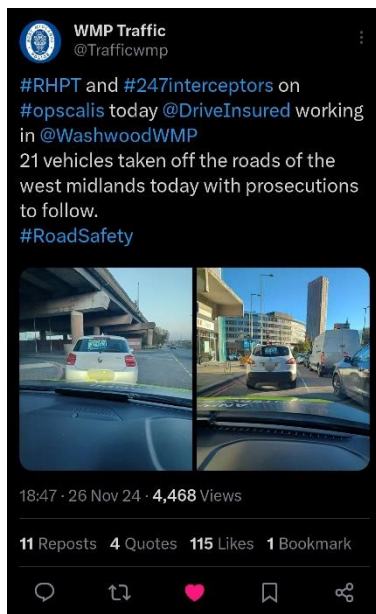 WMP Traffic
@Trafficwmp
#RHPT and #247interceptors on
#opscalis today @DriveInsured working
in @WashwoodWMP
21 vehicles taken off the roads of the
west midlands today with prosecutions
to follow.
#RoadSafety
18:47 · 26 Nov 24 · 4,468 Views
11 Reposts 4 Quotes 115 Likes 1 Bookmark